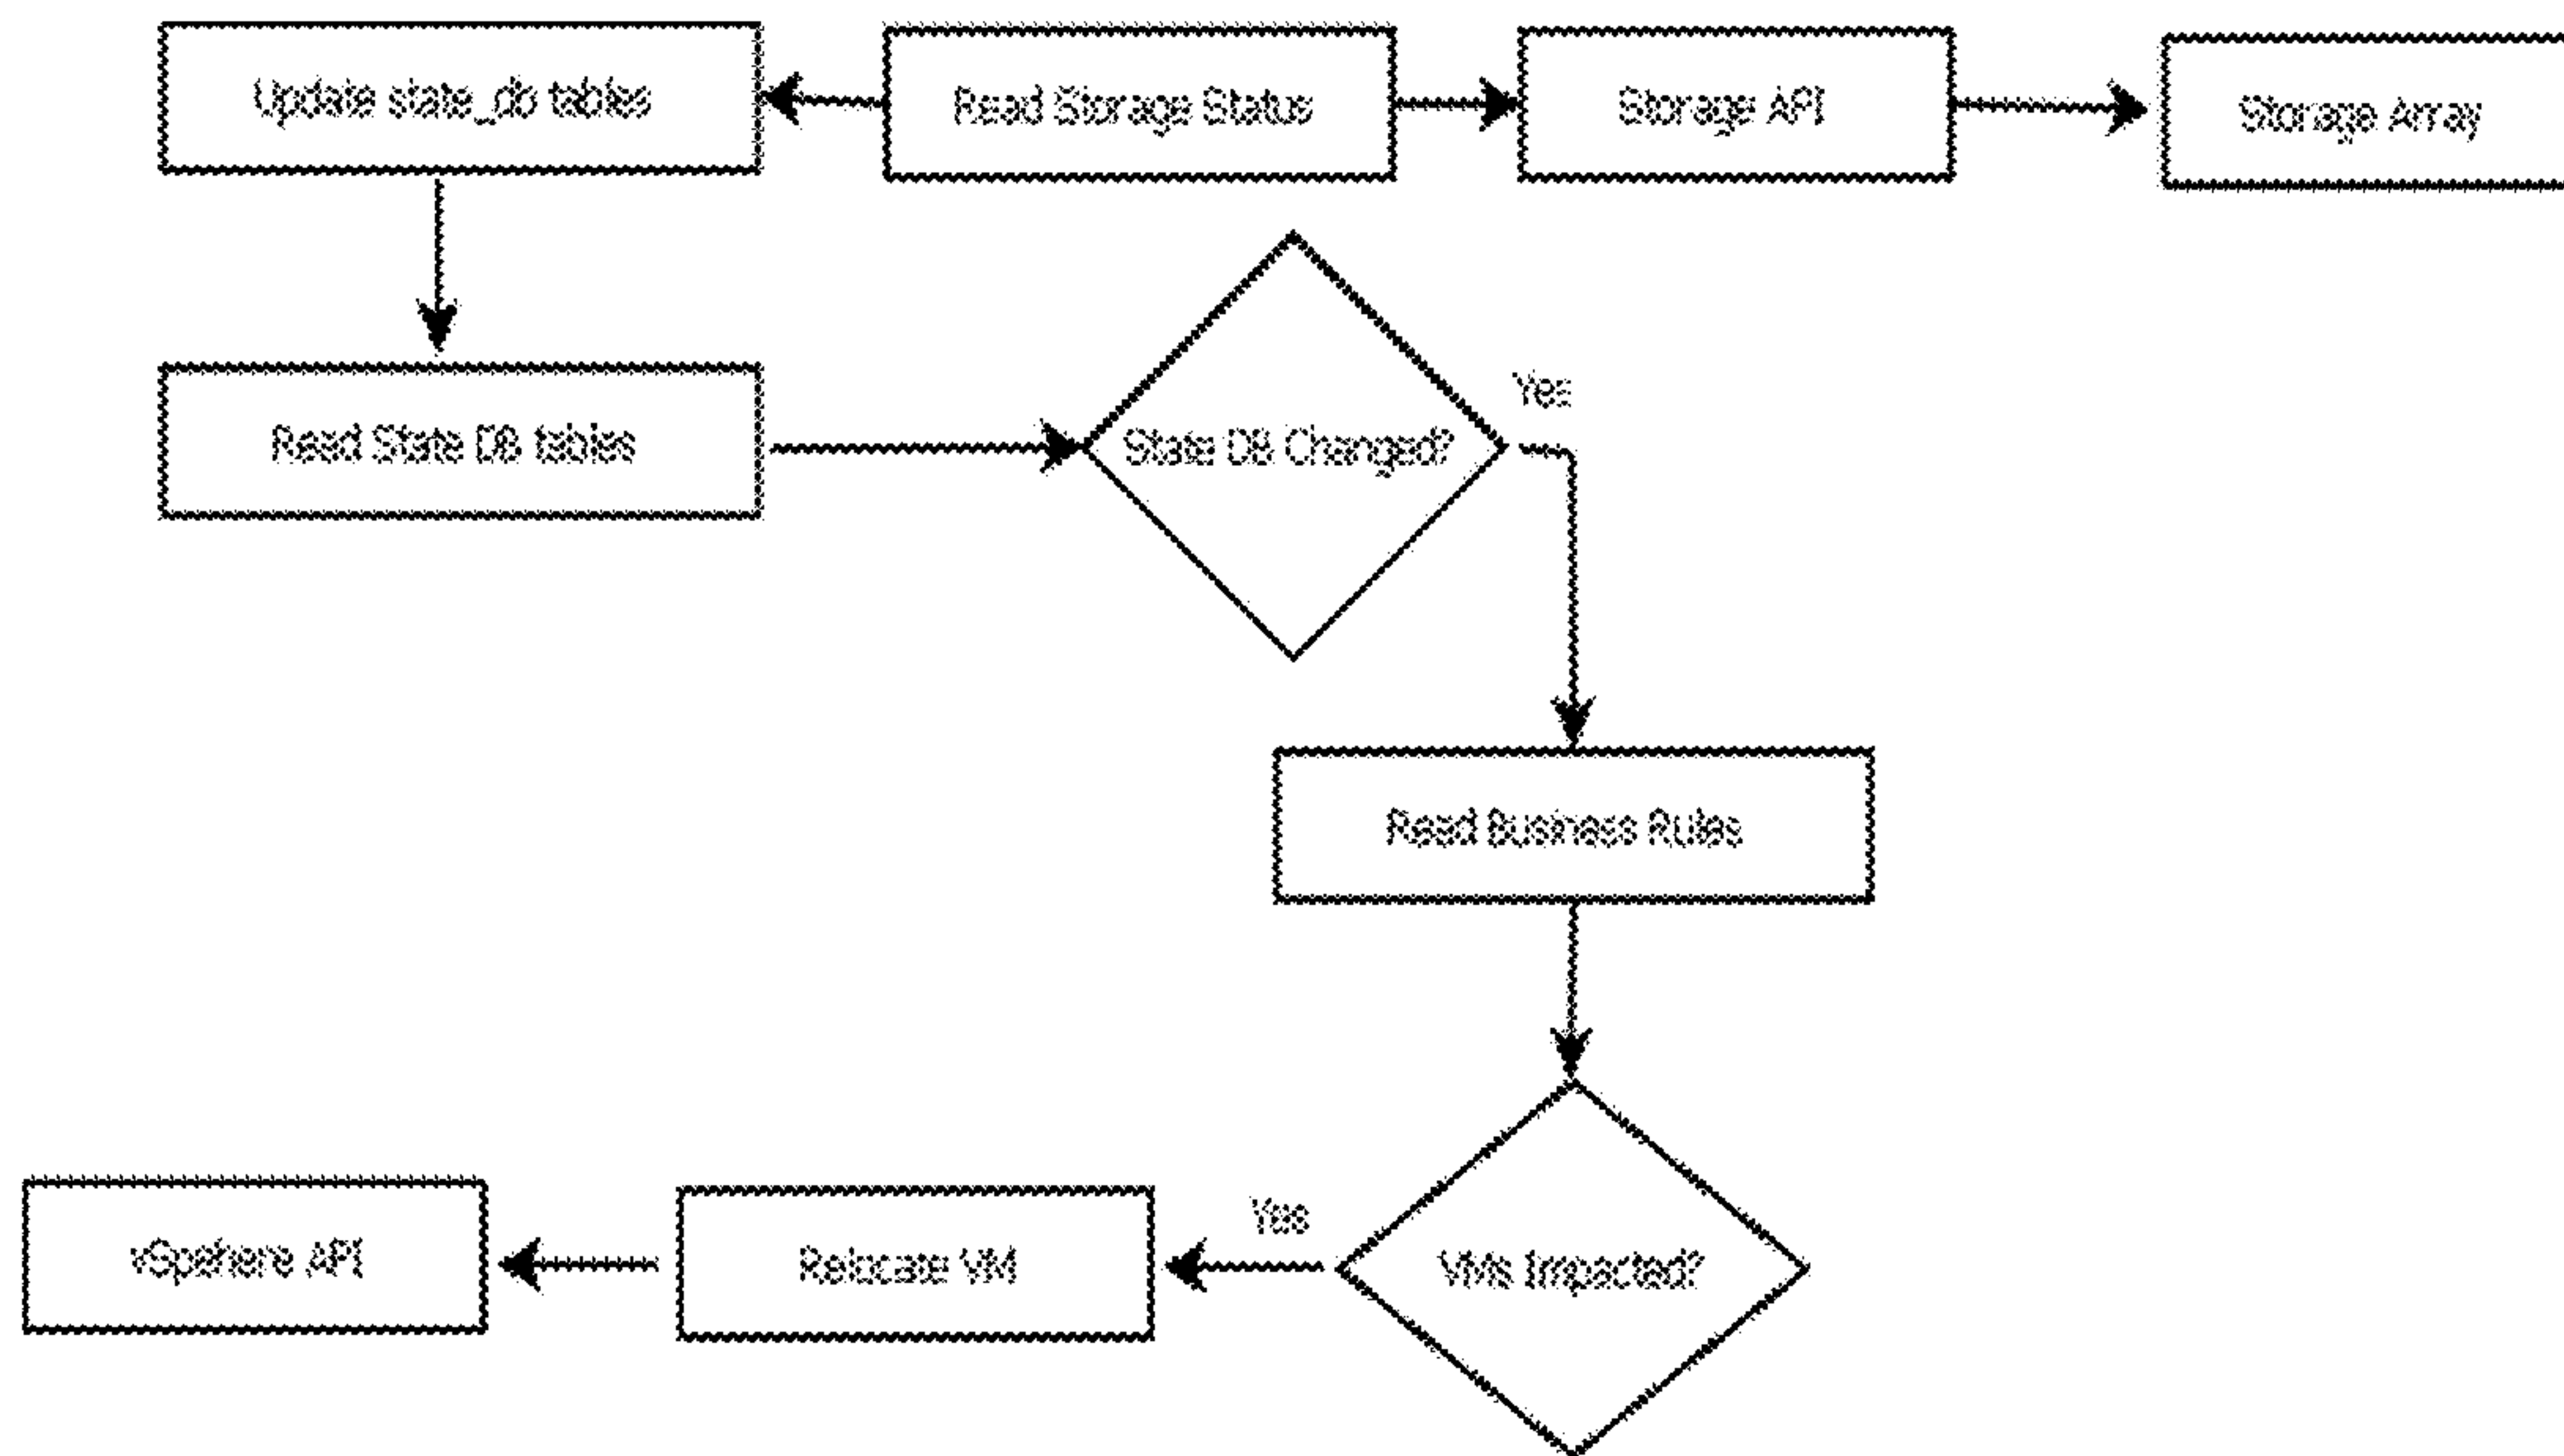 Update state_db tables
Read Storage Status
Storage API
Storage Array
Read State DB tables
State DB Changed?
Yes
Read Business Rules
vSpehere API
Relocate VM
Yes
VMs Impacted?